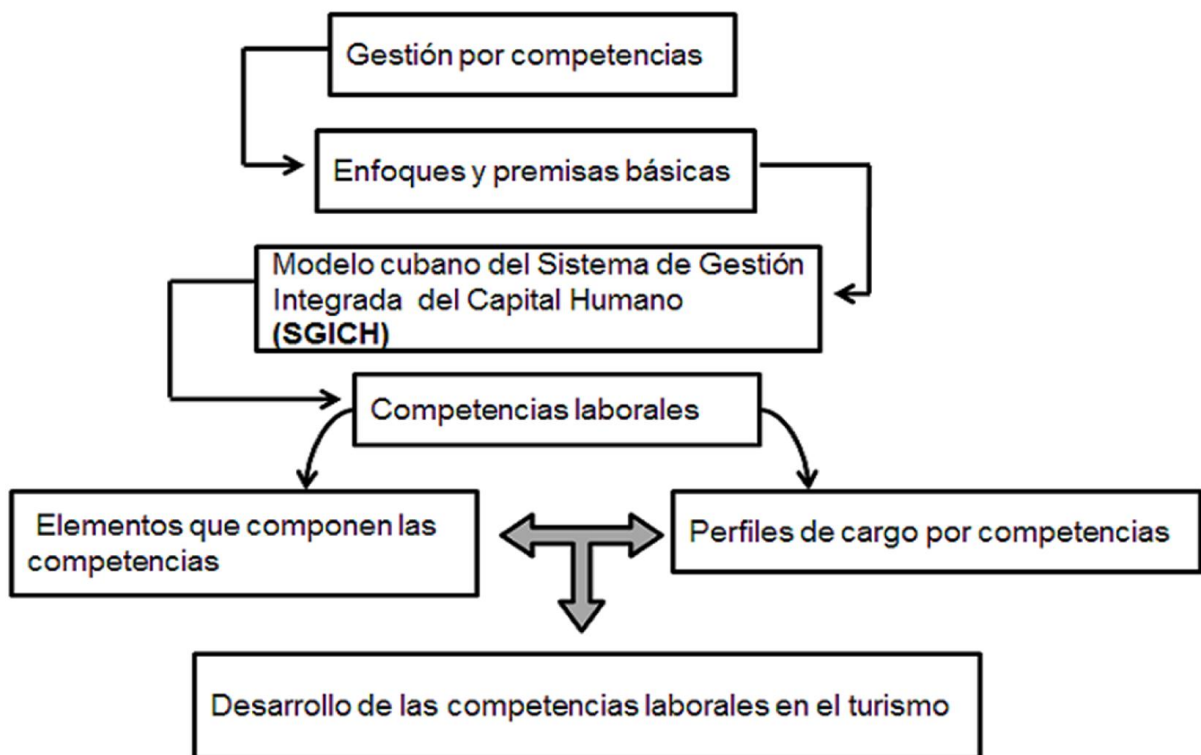 Gestión por competencias
Enfoques y premisas básicas
Modelo cubano del Sistema de Gestión
Integrada del Capital Humano
(SGICH)
Competencias laborales
Elementos que componen las
competencias
Perfiles de cargo por competencias
Desarrollo de las competencias laborales en el turismo